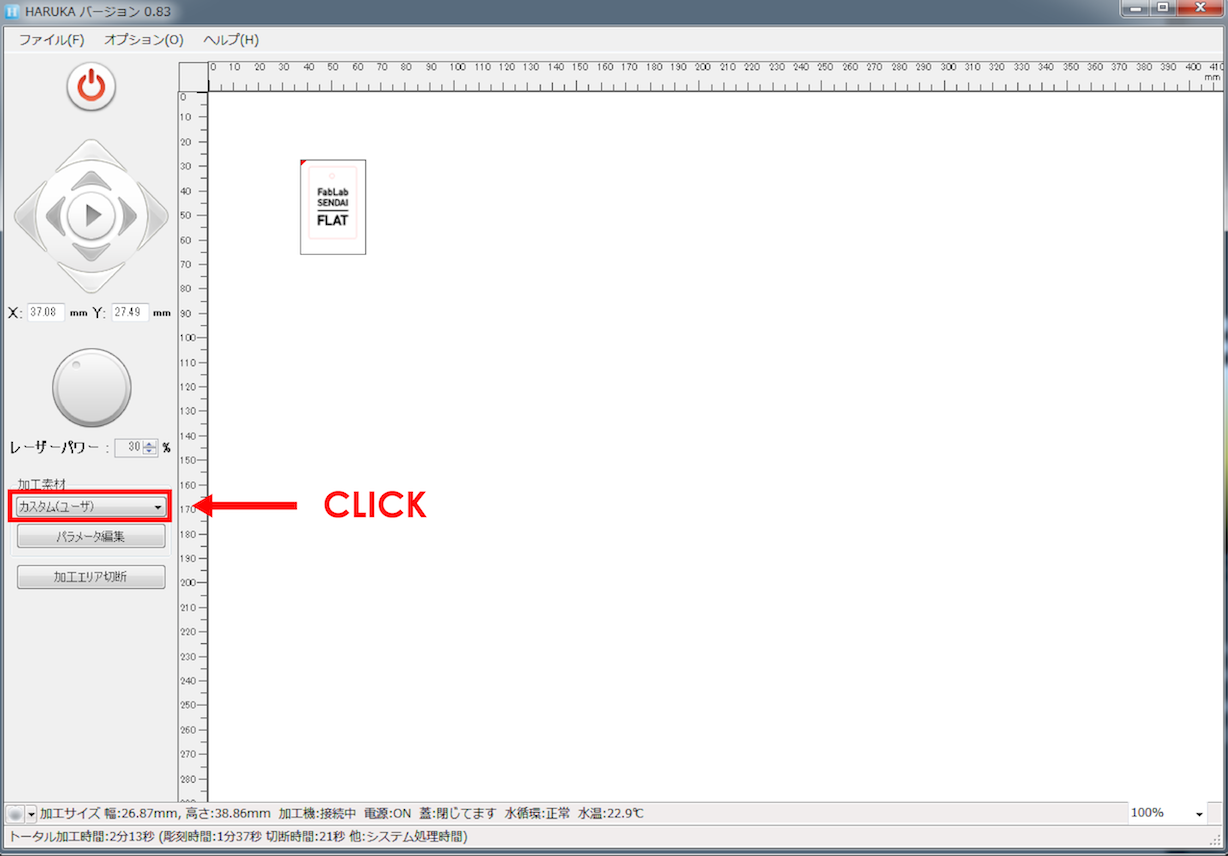 HARUKA バージョン 0.83
ファイル(F) オプション(O) ヘルプ(H)
0 10 20 30 40 50 60 70 80 90 100 110 120 130 140 150 160 170 180 190 200 210 220 230 240 250 260 270 280 290 300 310 320 330 340 350 360 370 380 390 400 410
mm
0
10
20
30
40
50
60
70
80
90
100
110
120
130
140
150
160
170
180
190
200
210
220
230
240
250
260
270
280
FabLab
SENDAI
FLAT
X: 37.08 mm Y: 27.49 mm
レーザーパワー : 30 %
加工素材
カスタム(ユーザ)
CLICK
パラメータ編集
加工エリア切断
加工サイズ 幅:26.87mm, 高さ:38.86mm 加工機:接続中 電源:ON 蓋:閉じてます 水循環:正常 水温:22.9℃
100%
トータル加工時間:2分13秒 (彫刻時間:1分37秒 切断時間:21秒 他:システム処理時間)